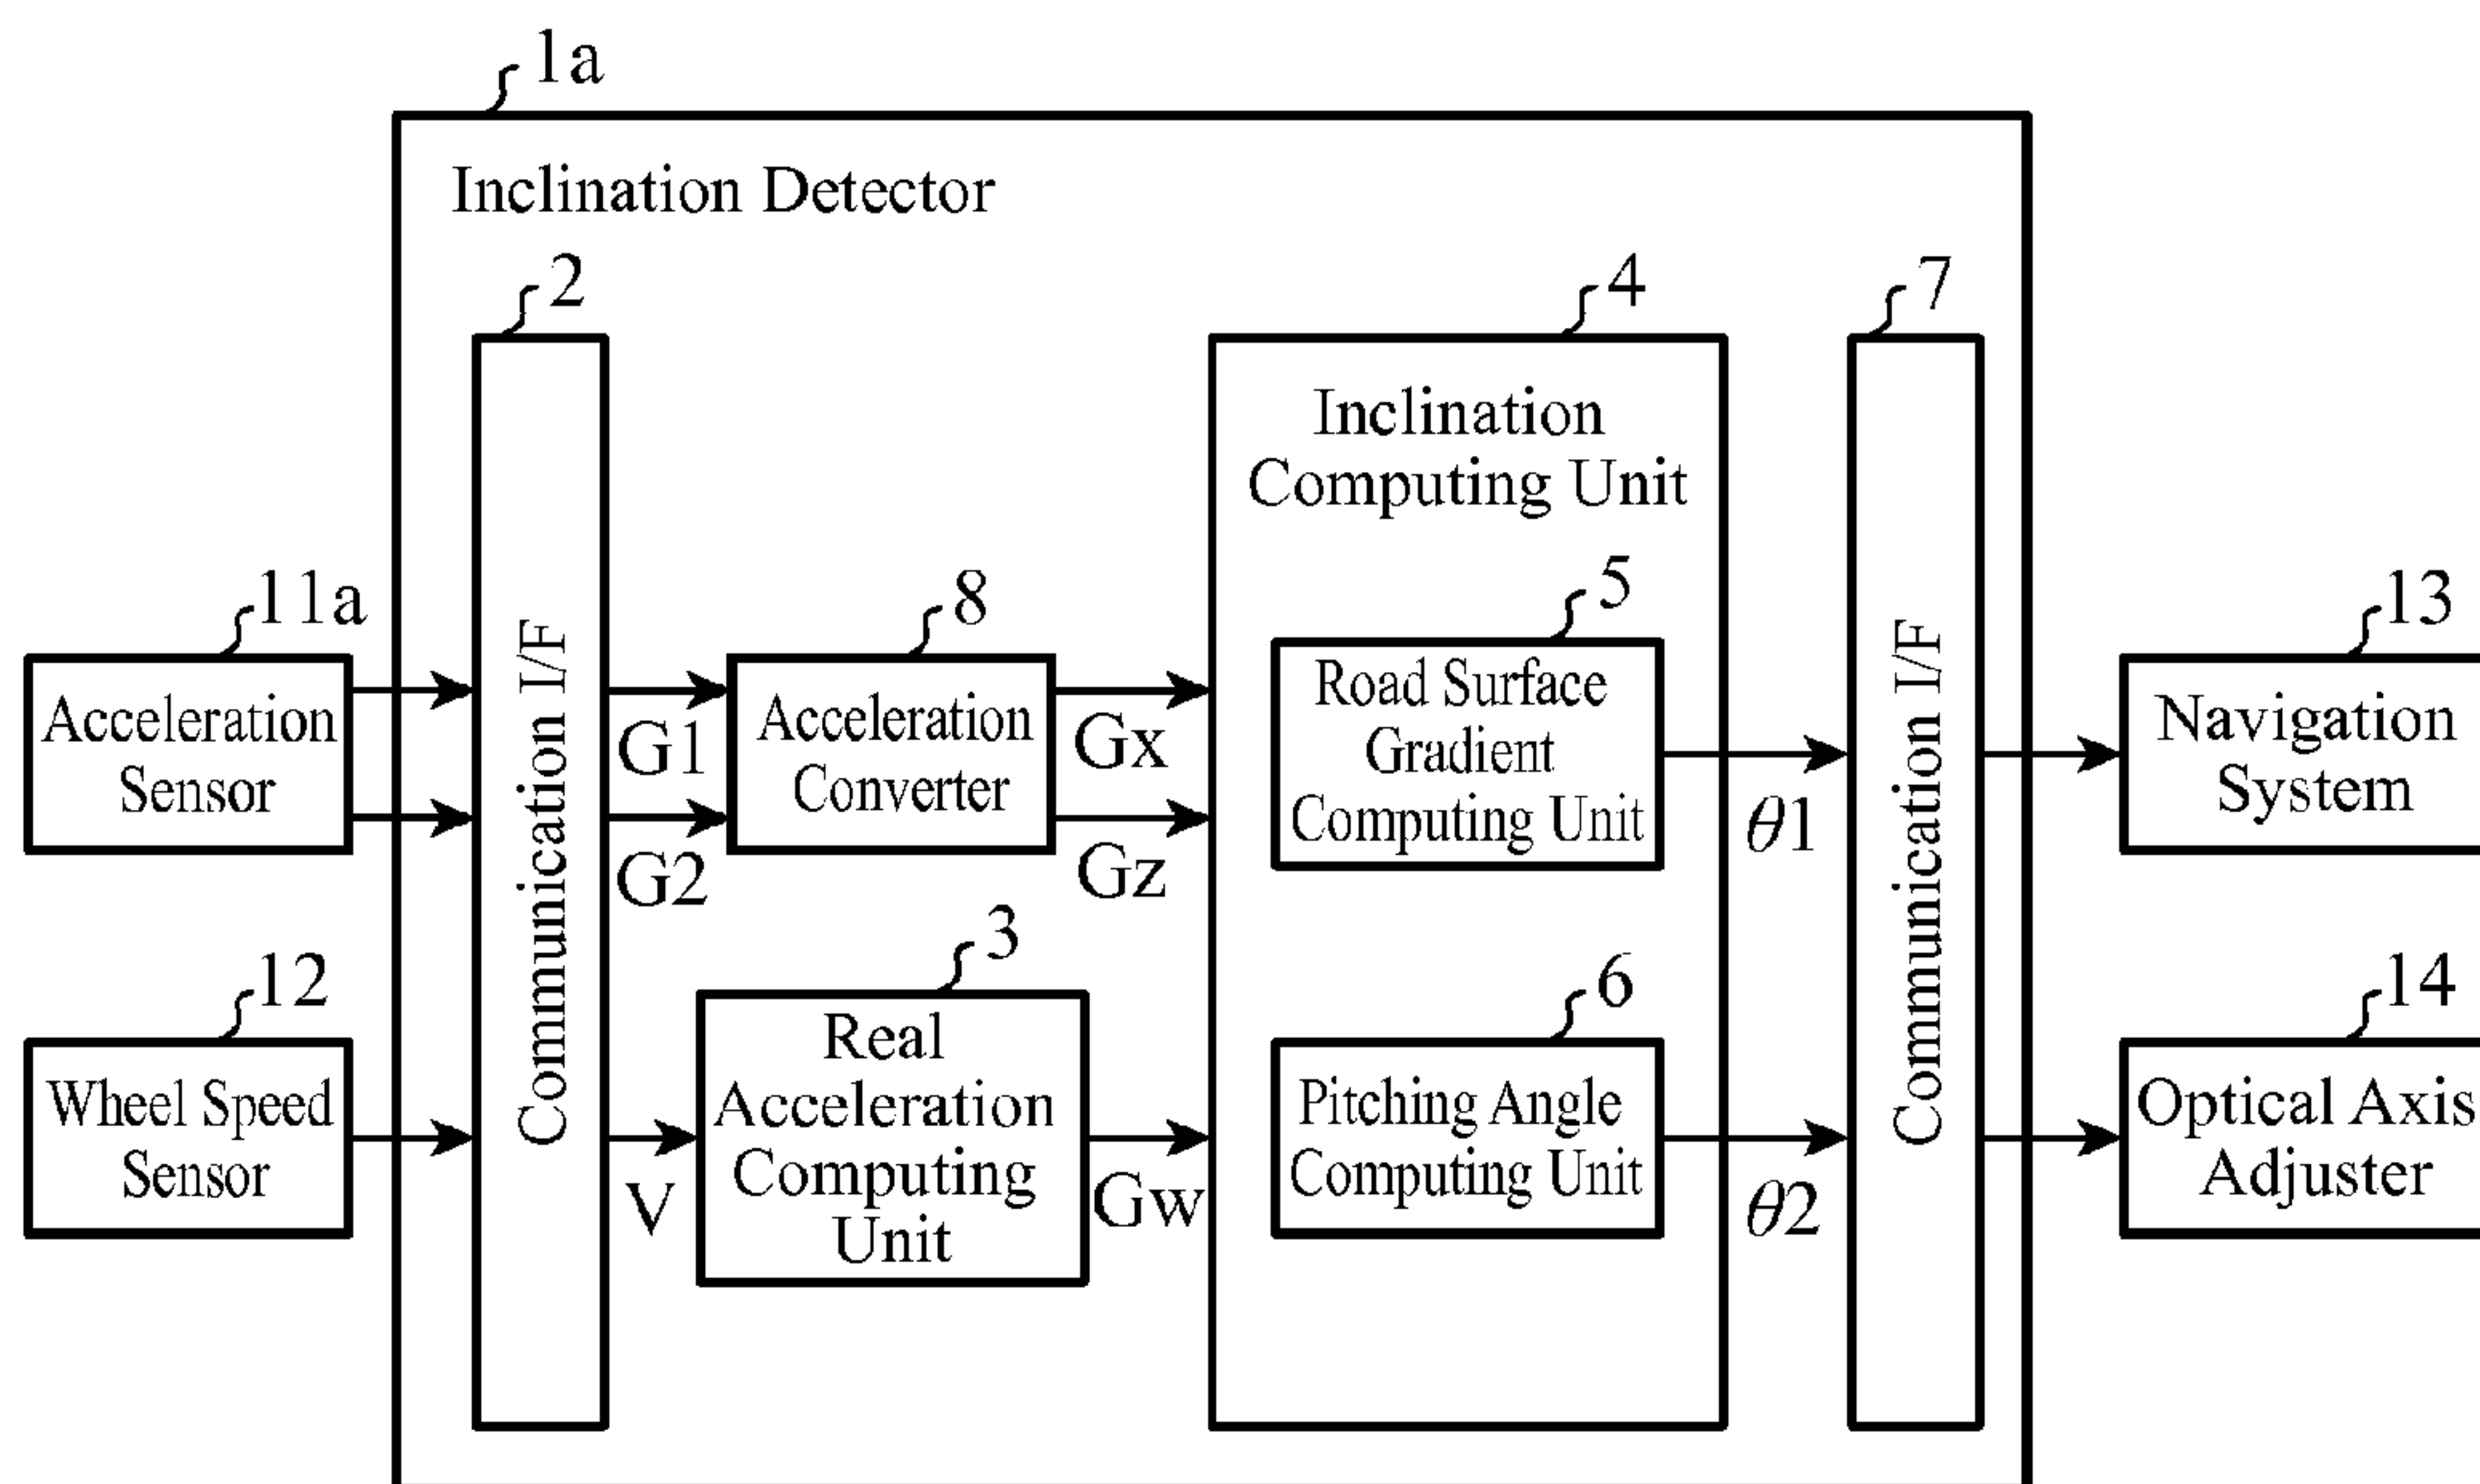 1a
Inclination Detector
2
4
7
Inclination
Computing Unit
11a
8
5
13
Acceleration
Sensor
Communication I/F
G1
G2
Acceleration
Converter
Gx
Gz
Road Surface
Gradient
Computing Unit
θ1
Communication I/F
Navigation
System
12
3
6
14
Wheel Speed
Sensor
V
Real
Acceleration
Computing
Unit
Gw
Pitching Angle
Computing Unit
θ2
Optical Axis
Adjuster